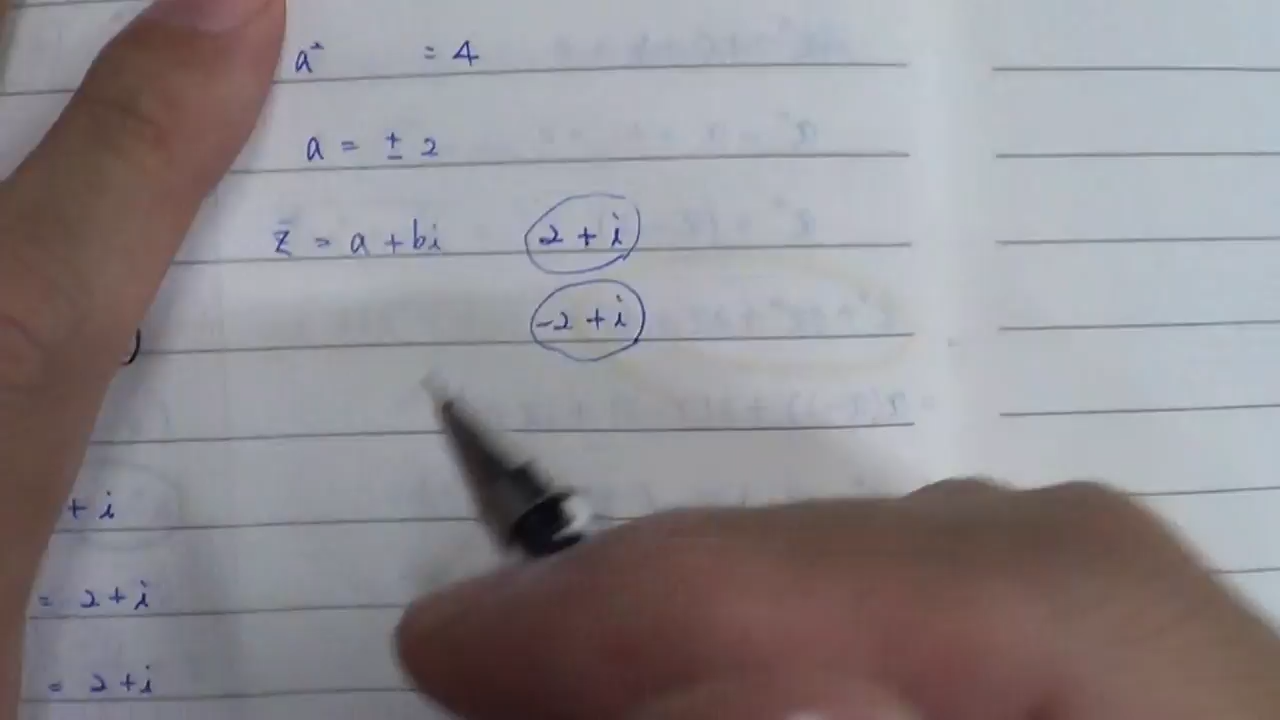 a² = 4
a = ± 2
z = a + bi 2 + i
-2 + i
+ i
= 2 + i
= 2 + i